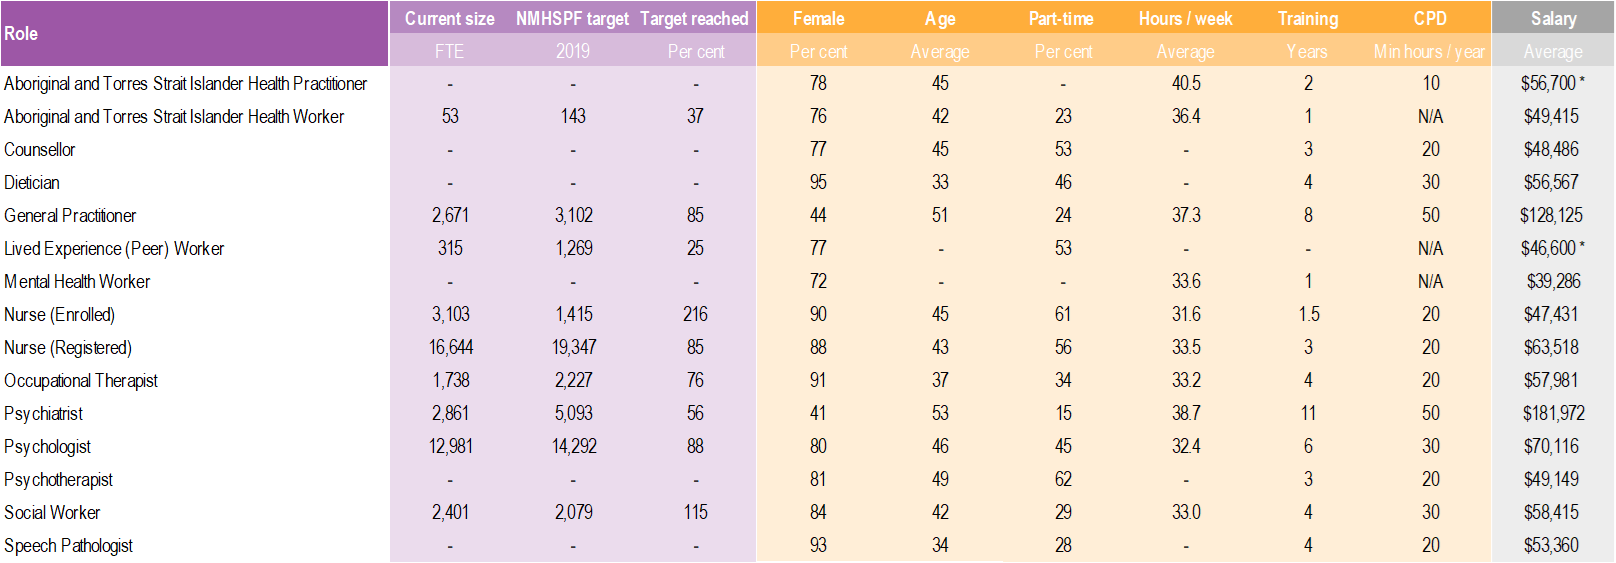 Role Current size NMHSPF target Target reached Female Age Part-time Hours / week Training CPD Salary
FTE 2019 Per cent Per cent Average Per cent Average Years Min hours / year Average
Aboriginal and Torres Strait Islander Health Practitioner - - - 78 45 - 40.5 2 10 $56,700 *
Aboriginal and Torres Strait Islander Health Worker 53 143 37 76 42 23 36.4 1 N/A $49,415
Counsellor - - - 77 45 53 - 3 20 $48,486
Dietician - - - 95 33 46 - 4 30 $56,567
General Practitioner 2,671 3,102 85 44 51 24 37.3 8 50 $128,125
Lived Experience (Peer) Worker 315 1,269 25 77 - 53 - - N/A $46,600 *
Mental Health Worker - - - 72 - - 33.6 1 N/A $39,286
Nurse (Enrolled) 3,103 1,415 216 90 45 61 31.6 1.5 20 $47,431
Nurse (Registered) 16,644 19,347 85 88 43 56 33.5 3 20 $63,518
Occupational Therapist 1,738 2,227 76 91 37 34 33.2 4 20 $57,981
Psychiatrist 2,861 5,093 56 41 53 15 38.7 11 50 $181,972
Psychologist 12,981 14,292 88 80 46 45 32.4 6 30 $70,116
Psychotherapist - - - 81 49 62 - 3 20 $49,149
Social Worker 2,401 2,079 115 84 42 29 33.0 4 30 $58,415
Speech Pathologist - - - 93 34 28 - 4 20 $53,360